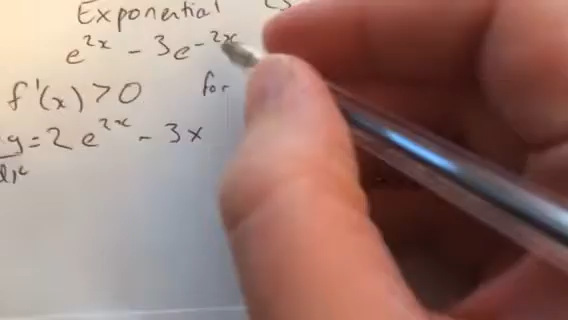 Exponential
e^{2x} - 3e^{-2x}
f'(x) > 0 for
y = 2e^{2x} - 3x